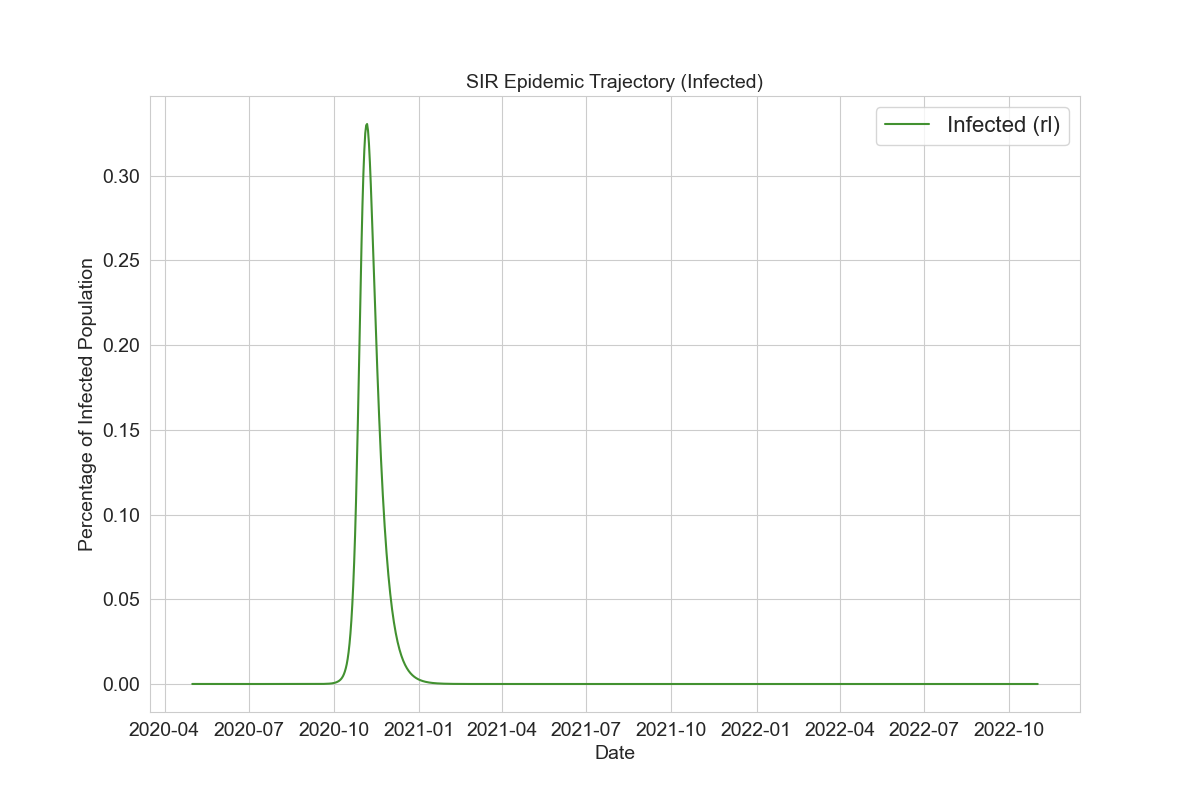 SIR Epidemic Trajectory (Infected)
Infected (rI)
Percentage of Infected Population
0.30
0.25
0.20
0.15
0.10
0.05
0.00
2020-04 2020-07 2020-10 2021-01 2021-04 2021-07 2021-10 2022-01 2022-04 2022-07 2022-10
Date